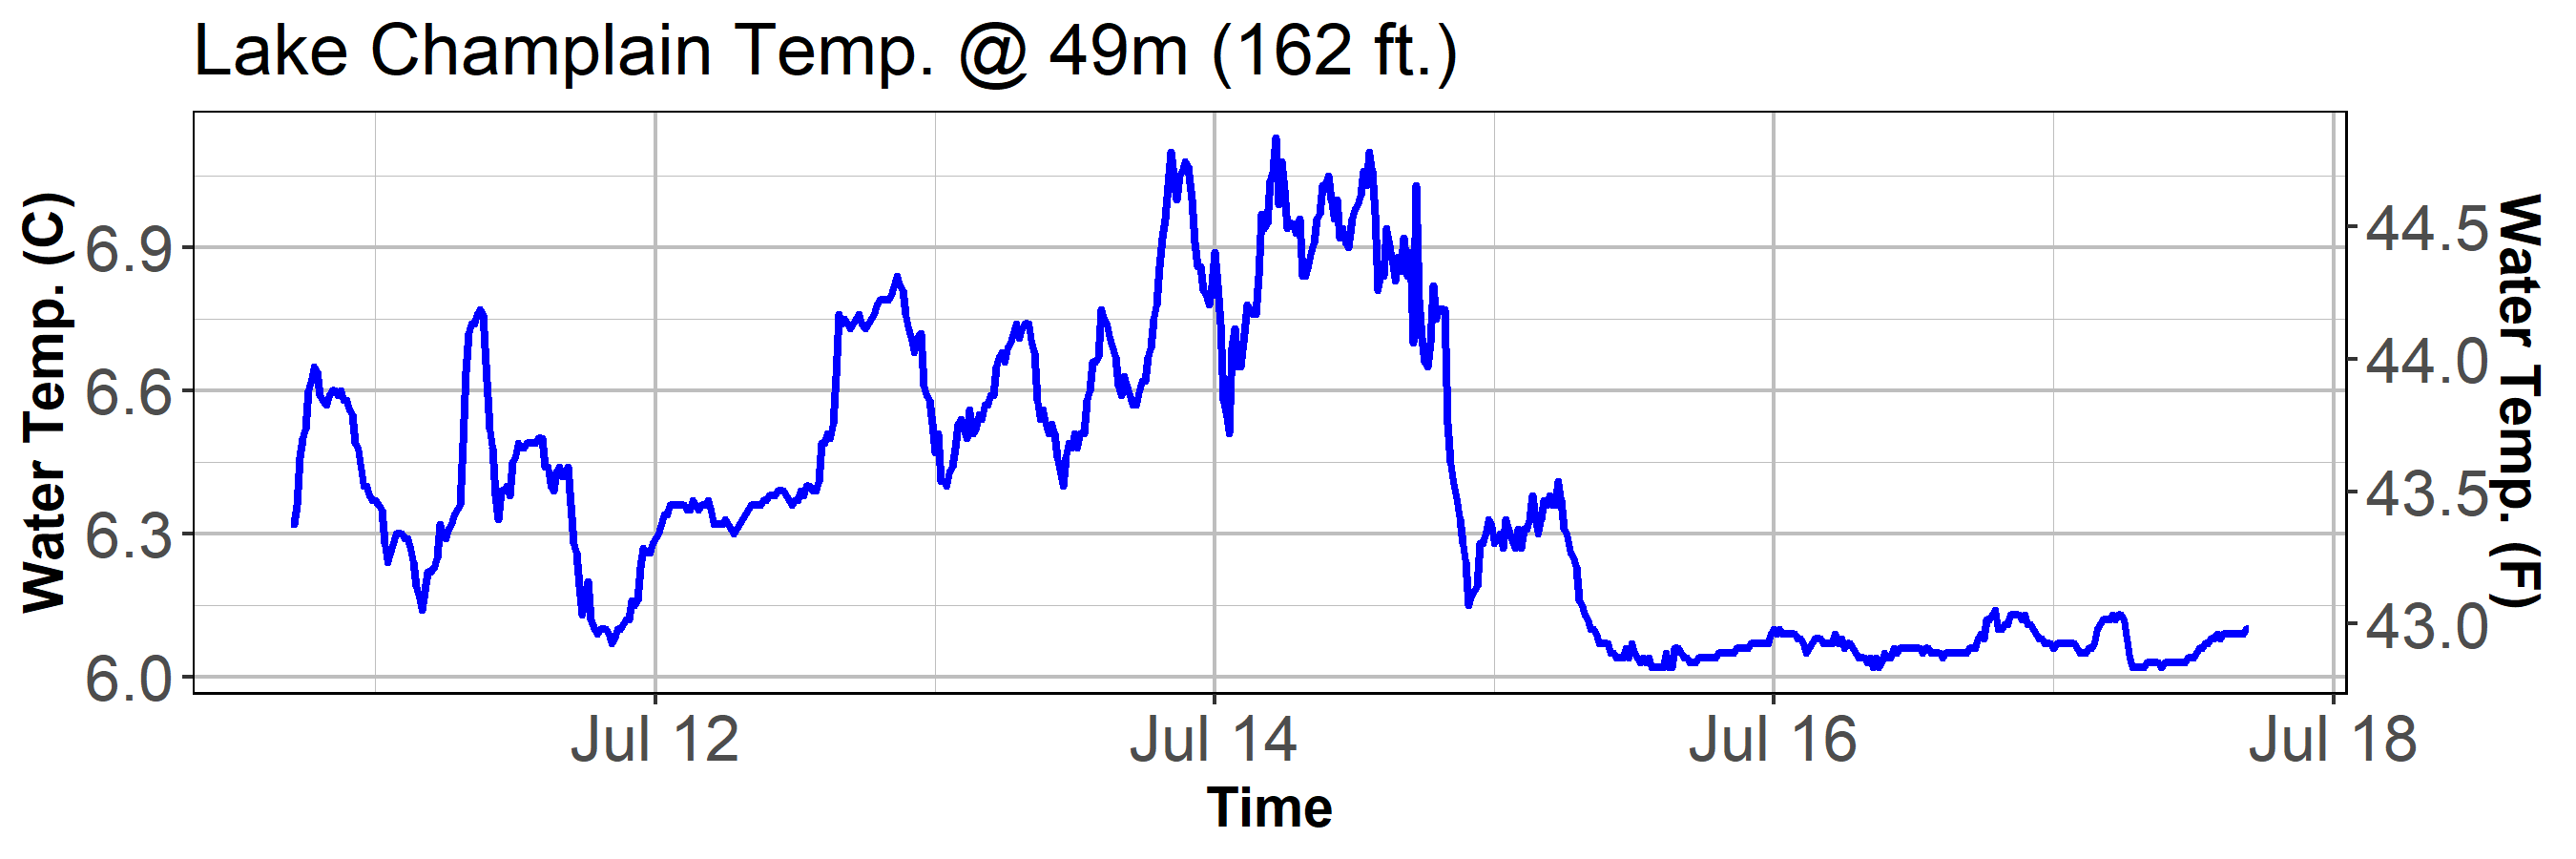 Lake Champlain Temp. @ 49m (162 ft.)
Water Temp. (C)
6.9
6.6
6.3
6.0
44.5
44.0
43.5
43.0
Water Temp. (F)
Jul 12 Jul 14 Jul 16 Jul 18
Time